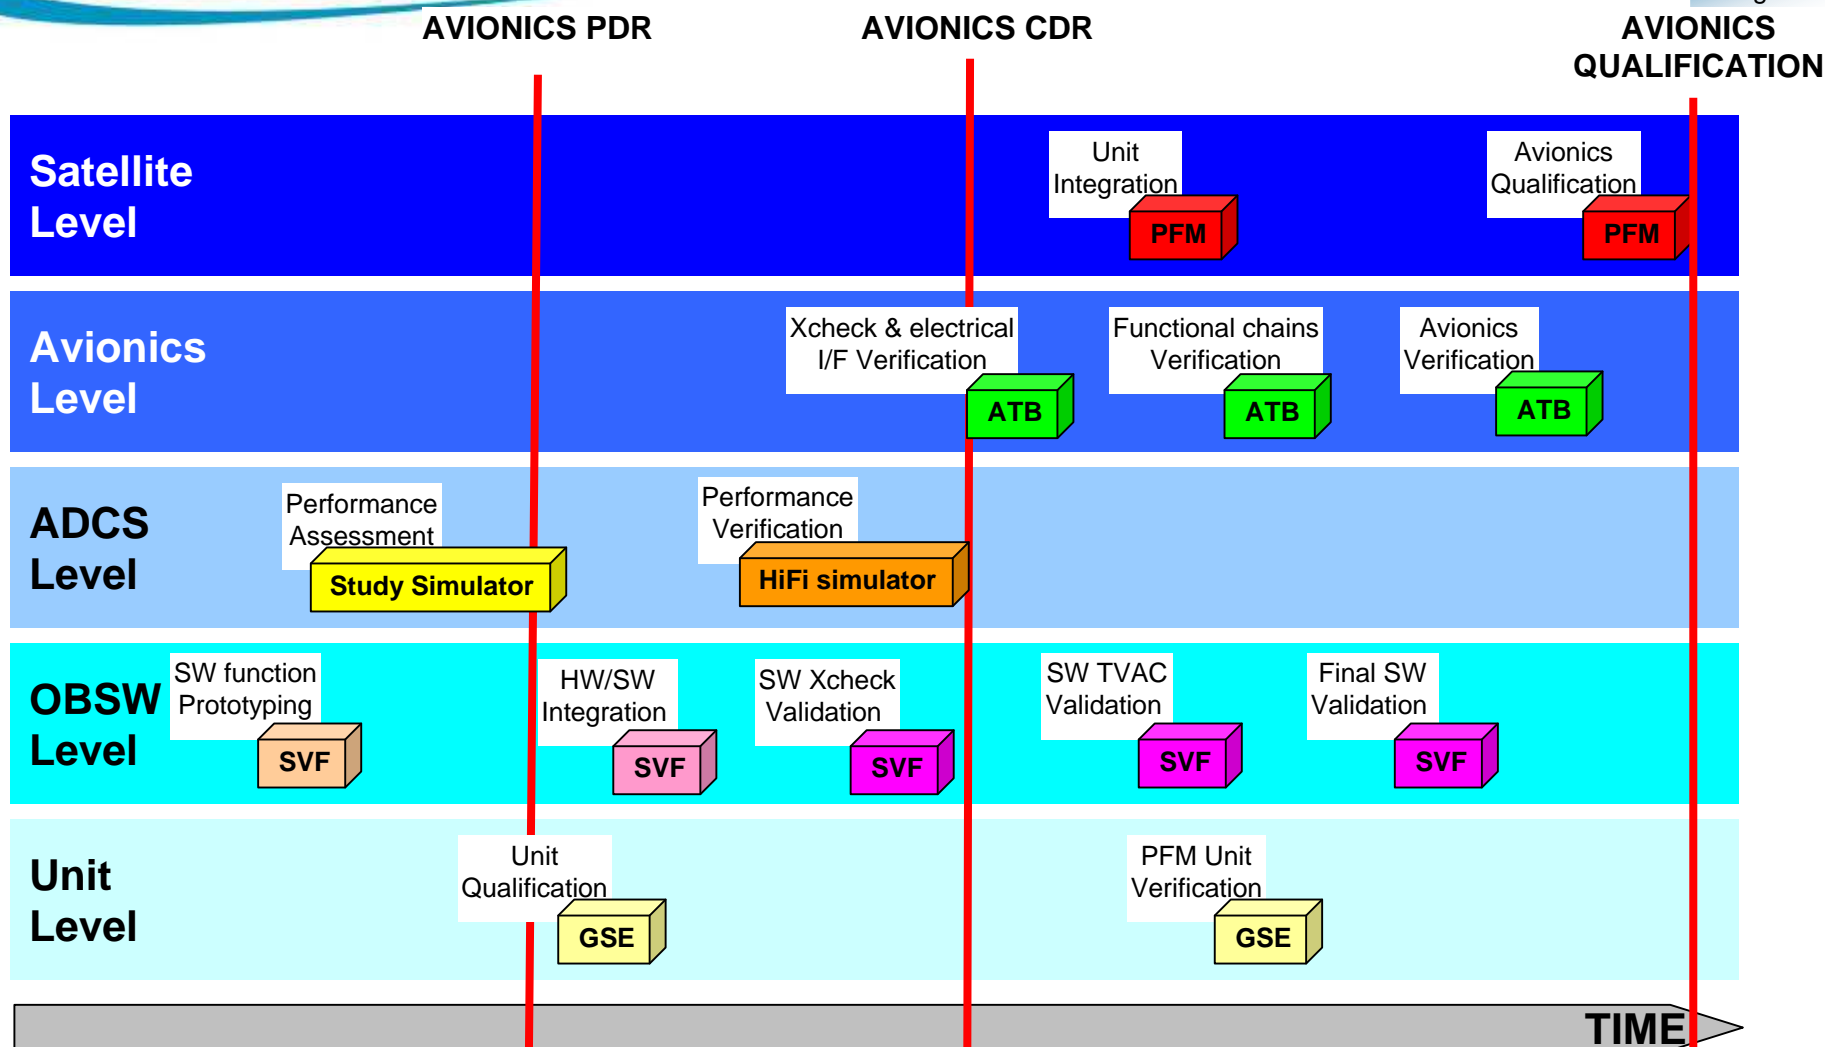 AVIONICS PDR
AVIONICS CDR
AVIONICS
QUALIFICATION
Satellite
Level
Unit
Integration
PFM
Avionics
Qualification
PFM
Avionics
Level
Xcheck & electrical
I/F Verification
ATB
Functional chains
Verification
ATB
Avionics
Verification
ATB
ADCS
Level
Performance
Assessment
Study Simulator
Performance
Verification
HiFi simulator
OBSW
Level
SW function
Prototyping
SVF
HW/SW
Integration
SVF
SW Xcheck
Validation
SVF
SW TVAC
Validation
SVF
Final SW
Validation
SVF
Unit
Level
Unit
Qualification
GSE
PFM Unit
Verification
GSE
TIME